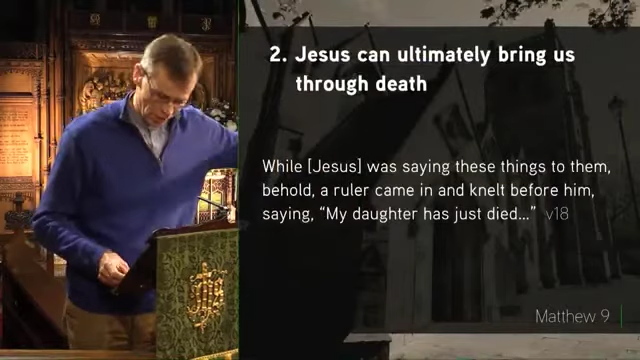 2. Jesus can ultimately bring us
through death
While [Jesus] was saying these things to them,
behold, a ruler came in and knelt before him,
saying, “My daughter has just died...” v18
Matthew 9